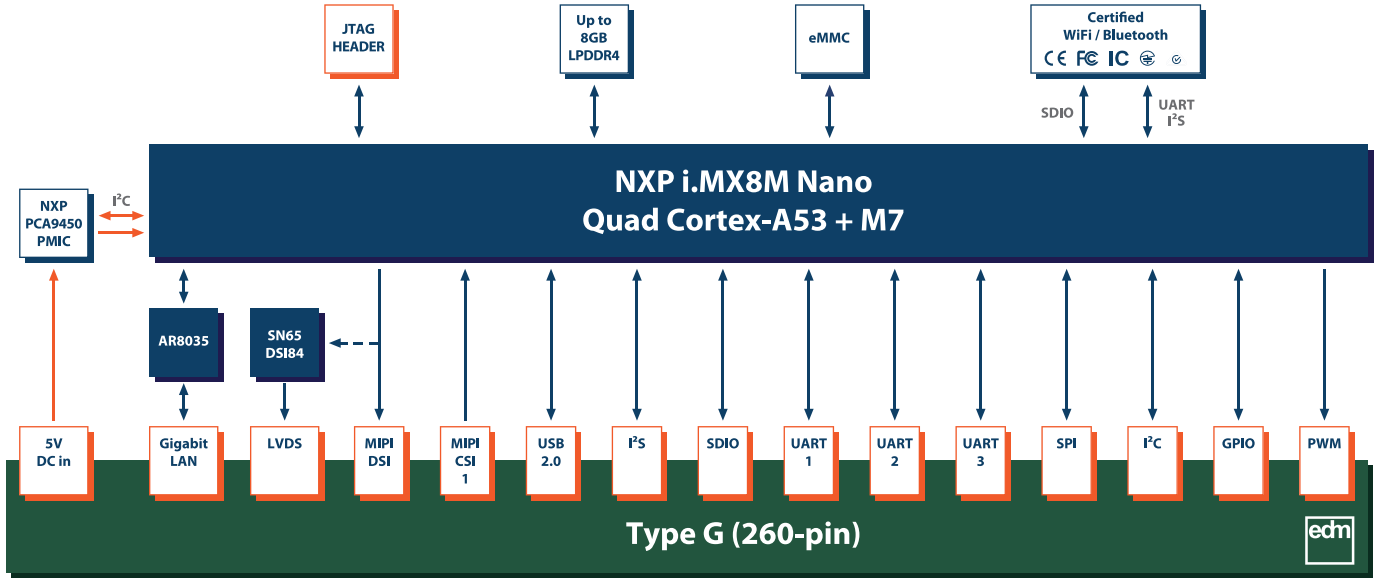 JTAG
HEADER
Up to
8GB
LPDDR4
eMMC
Certified
WiFi / Bluetooth
CE FC IC
SDIO
UART
I²S
NXP i.MX8M Nano
Quad Cortex-A53 + M7
NXP
PCA9450
PMIC
I²C
AR8035
SN65
DSI84
5V
DC in
Gigabit
LAN
LVDS
MIPI
DSI
MIPI
CSI
1
USB
2.0
I²S
SDIO
UART
1
UART
2
UART
3
SPI
I²C
GPIO
PWM
Type G (260-pin)
edm